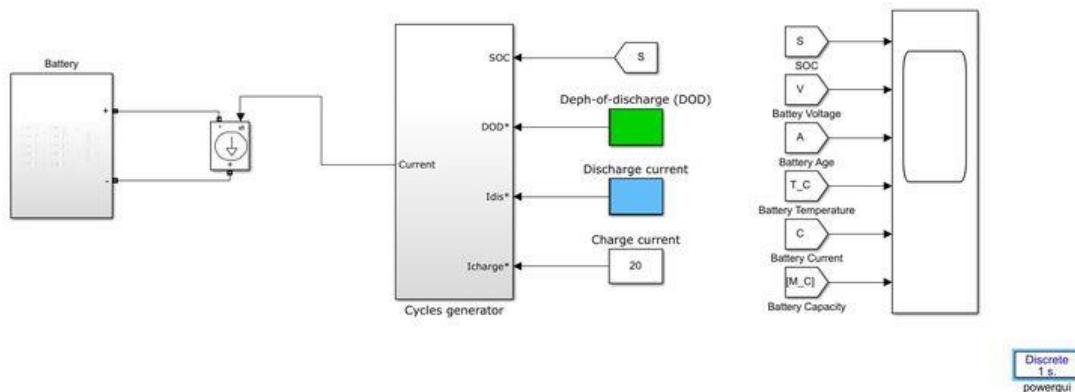 Battery
+
-
-
s
+
Current
SOC
DOD*
Idis*
Icharge*
Cycles generator
S
Deph-of-discharge (DOD)
Discharge current
Charge current
20
S
SOC
V
Battey Voltage
A
Battery Age
T_C
Battery Temperature
C
Battery Current
[M_C]
Battery Capacity
Discrete
1 s.
powergui